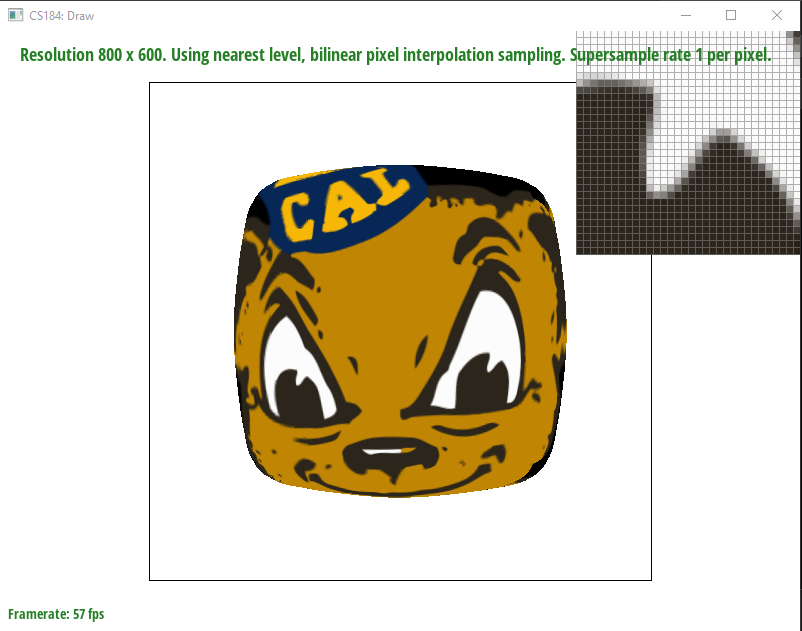 CS184: Draw
Resolution 800 x 600. Using nearest level, bilinear pixel interpolation sampling. Supersample rate 1 per pixel.
CAL
Framerate: 57 fps